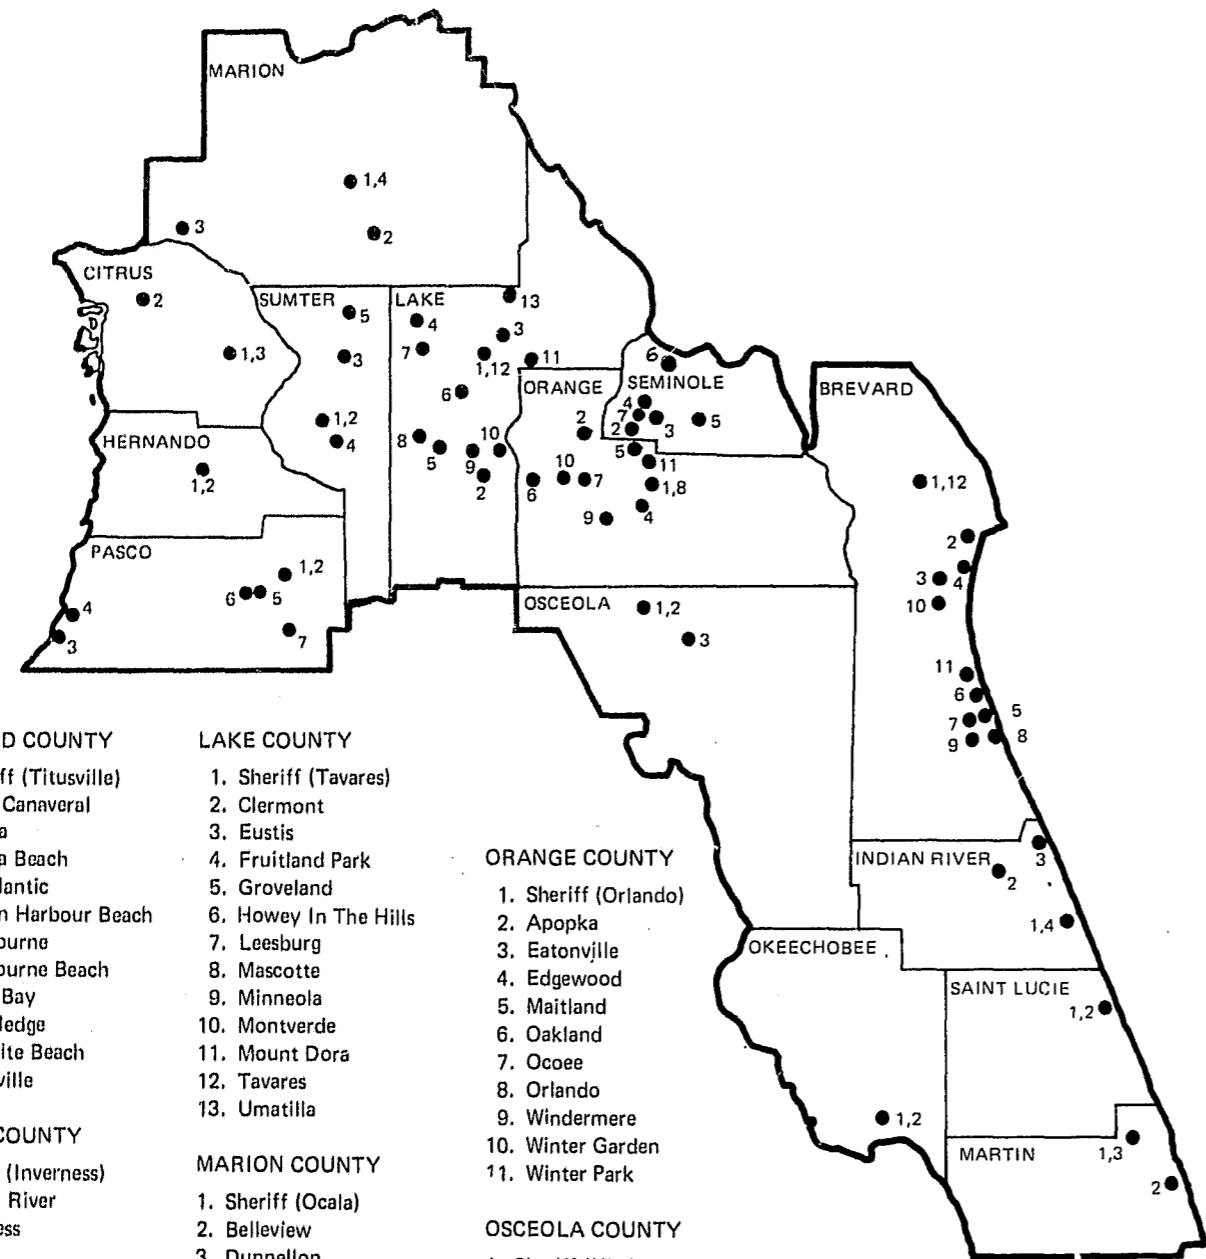 MARION
1,4
3
2
CITRUS
2
SUMTER
LAKE
13
5
4
3
1,3
3
7
1,12
11
6
ORANGE
SEMINOLE
BREVARD
6
4
7
5
2
2
3
1,2
HERNANDO
4
8
5
9
10
2
5
11
1,12
1,2
6
10
7
1,8
9
4
2
PASCO
3
4
1,2
10
6
5
OSCEOLA
1,2
4
3
7
3
11
6
5
7
9
8
INDIAN RIVER
3
2
1,4
OKEECHOBEE
SAINT LUCIE
1,2
1,2
MARTIN
1,3
2
D COUNTY
ff (Titusville)
Canaveral
a
a Beach
lantic
n Harbour Beach
ourne
ourne Beach
Bay
ledge
ite Beach
ville
COUNTY
(Inverness)
River
ess
LAKE COUNTY
1. Sheriff (Tavares)
2. Clermont
3. Eustis
4. Fruitland Park
5. Groveland
6. Howey In The Hills
7. Leesburg
8. Mascotte
9. Minneola
10. Montverde
11. Mount Dora
12. Tavares
13. Umatilla
MARION COUNTY
1. Sheriff (Ocala)
2. Belleview
3. Dunnellon
ORANGE COUNTY
1. Sheriff (Orlando)
2. Apopka
3. Eatonville
4. Edgewood
5. Maitland
6. Oakland
7. Ocoee
8. Orlando
9. Windermere
10. Winter Garden
11. Winter Park
OSCEOLA COUNTY